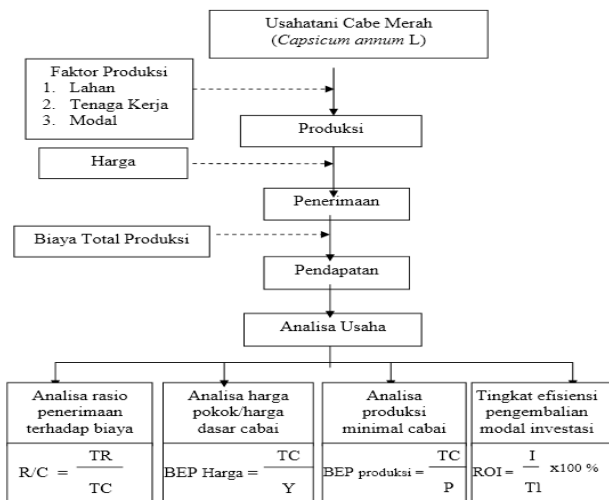 Usahatani Cabe Merah
(Capsicum annum L)
Faktor Produksi
1. Lahan
2. Tenaga Kerja
3. Modal
Produksi
Harga
Penerimaan
Biaya Total Produksi
Pendapatan
Analisa Usaha
Analisa rasio
penerimaan
terhadap biaya
R/C = TR
TC
Analisa harga
pokok/harga
dasar cabai
BEP Harga = TC
Y
Analisa
produksi
minimal cabai
BEP produksi = TC
P
Tingkat efisiensi
pengembalian
modal investasi
ROI = I x100 %
Tl